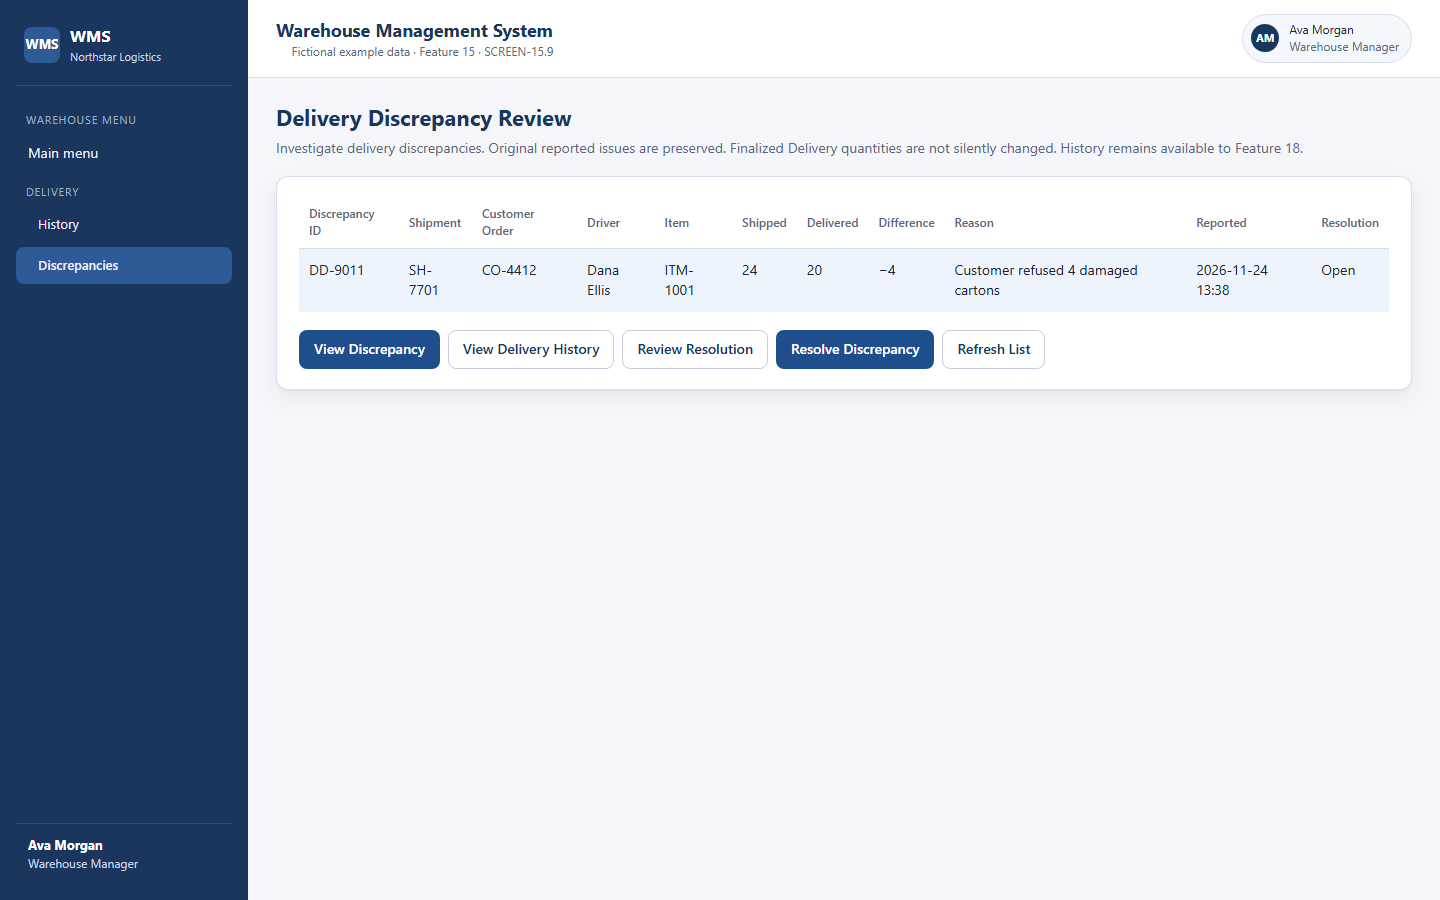 WMS
WMS
Northstar Logistics
WAREHOUSE MENU
Main menu
DELIVERY
History
Discrepancies
Ava Morgan
Warehouse Manager
Warehouse Management System
Fictional example data · Feature 15 · SCREEN-15.9
AM
Ava Morgan
Warehouse Manager
Delivery Discrepancy Review
Investigate delivery discrepancies. Original reported issues are preserved. Finalized Delivery quantities are not silently changed. History remains available to Feature 18.
Discrepancy ID Shipment Customer Order Driver Item Shipped Delivered Difference Reason Reported Resolution
DD-9011 SH-7701 CO-4412 Dana Ellis ITM-1001 24 20 −4 Customer refused 4 damaged cartons 2026-11-24 13:38 Open
View Discrepancy View Delivery History Review Resolution Resolve Discrepancy Refresh List